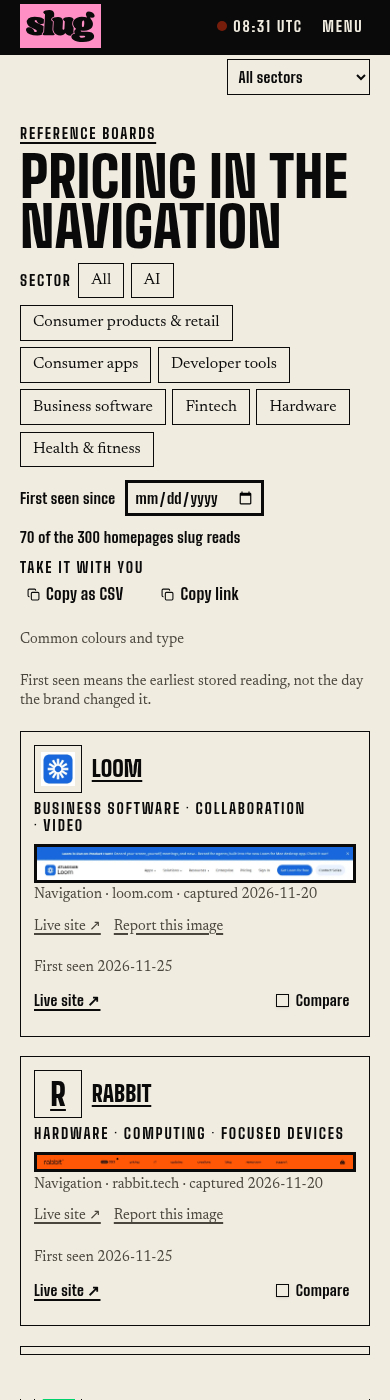 slug
08:31 UTC MENU
All sectors
REFERENCE BOARDS
PRICING IN THE
NAVIGATION
SECTOR All AI
Consumer products & retail
Consumer apps Developer tools
Business software Fintech Hardware
Health & fitness
First seen since mm/dd/yyyy
70 of the 300 homepages slug reads
TAKE IT WITH YOU
Copy as CSV Copy link
Common colours and type
First seen means the earliest stored reading, not the day
the brand changed it.
LOOM
BUSINESS SOFTWARE · COLLABORATION
· VIDEO
Loom
Navigation · loom.com · captured 2026-11-20
Live site ↗ Report this image
First seen 2026-11-25
Live site ↗ Compare
R RABBIT
HARDWARE · COMPUTING · FOCUSED DEVICES
rabbit
Navigation · rabbit.tech · captured 2026-11-20
Live site ↗ Report this image
First seen 2026-11-25
Live site ↗ Compare